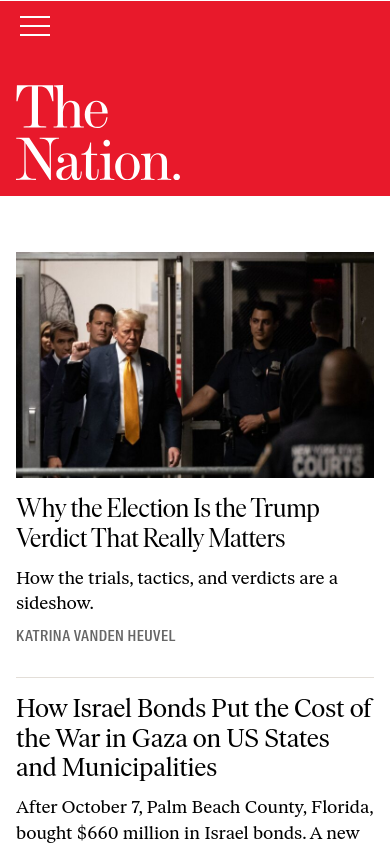 The
Nation.
NEW YORK STATE
COURTS
Why the Election Is the Trump
Verdict That Really Matters
How the trials, tactics, and verdicts are a
sideshow.
KATRINA VANDEN HEUVEL
How Israel Bonds Put the Cost of
the War in Gaza on US States
and Municipalities
After October 7, Palm Beach County, Florida,
bought $660 million in Israel bonds. A new